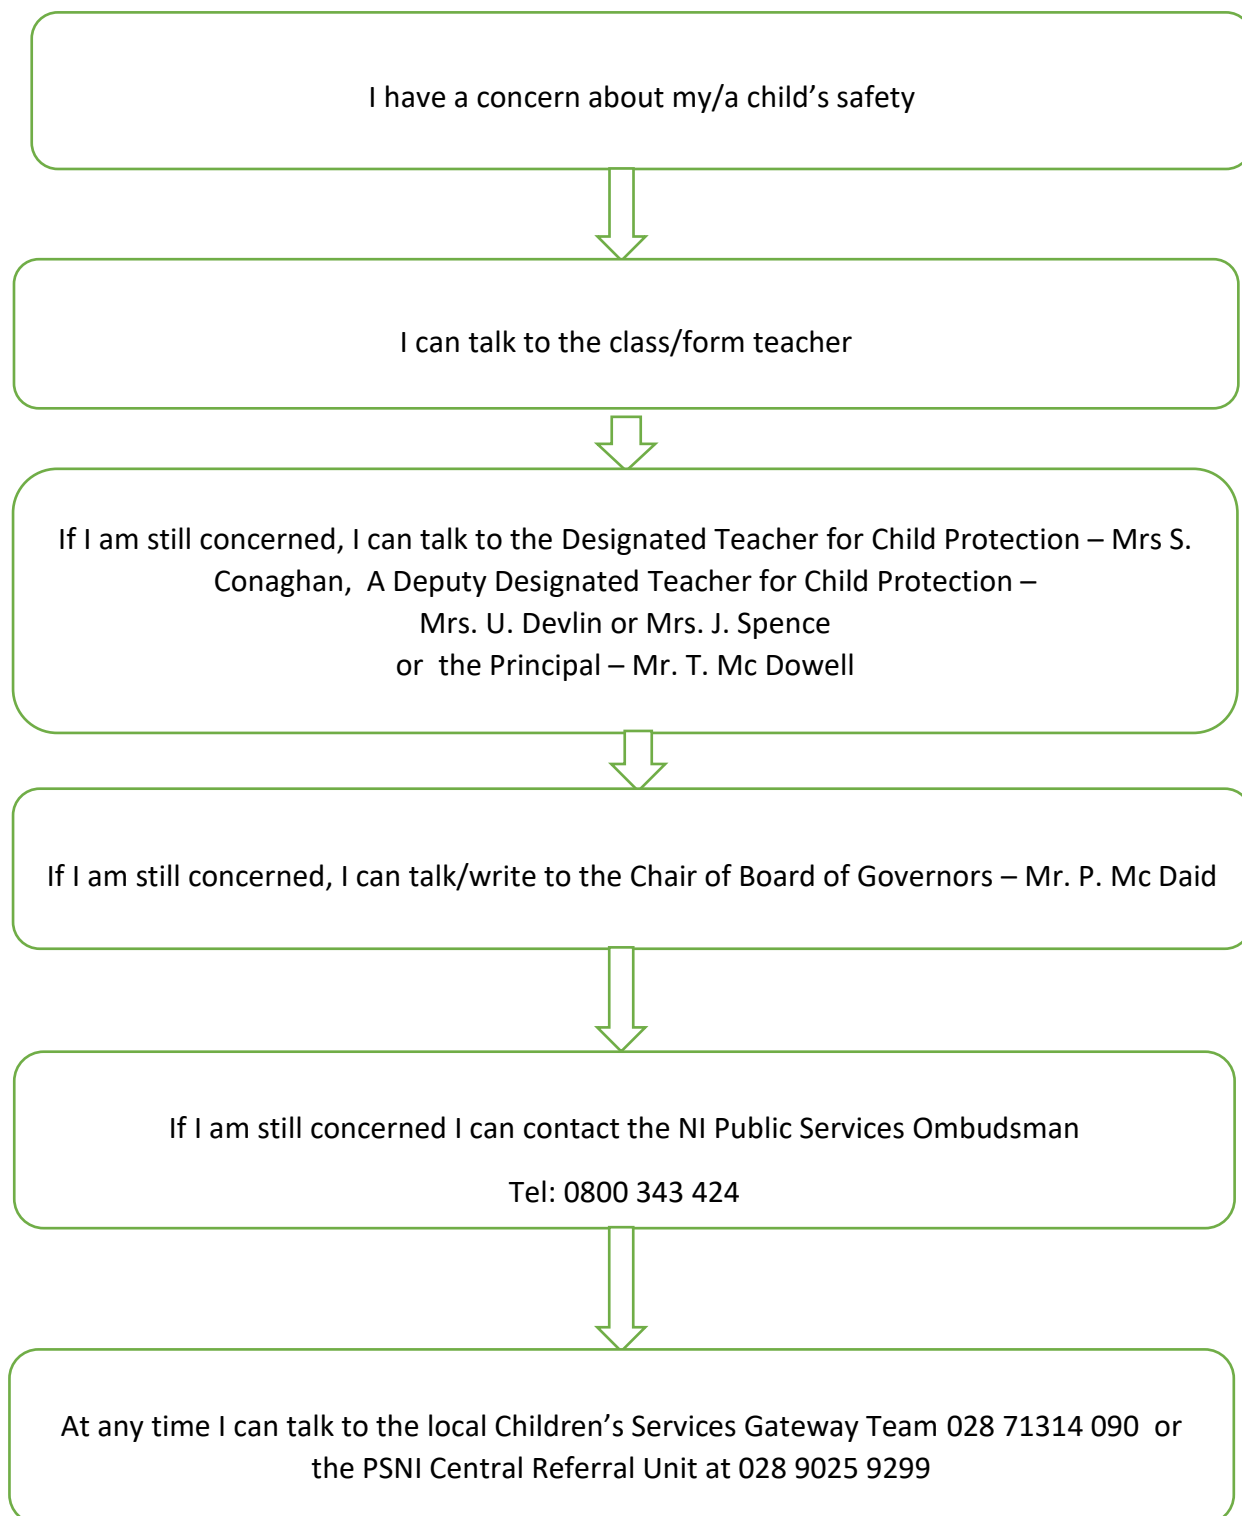 I have a concern about my/a child’s safety
I can talk to the class/form teacher
If I am still concerned, I can talk to the Designated Teacher for Child Protection – Mrs S.
Conaghan,  A Deputy Designated Teacher for Child Protection –
Mrs. U. Devlin or Mrs. J. Spence
or  the Principal – Mr. T. Mc Dowell
If I am still concerned, I can talk/write to the Chair of Board of Governors – Mr. P. Mc Daid
If I am still concerned I can contact the NI Public Services Ombudsman
Tel: 0800 343 424
At any time I can talk to the local Children’s Services Gateway Team 028 71314 090  or
the PSNI Central Referral Unit at 028 9025 9299